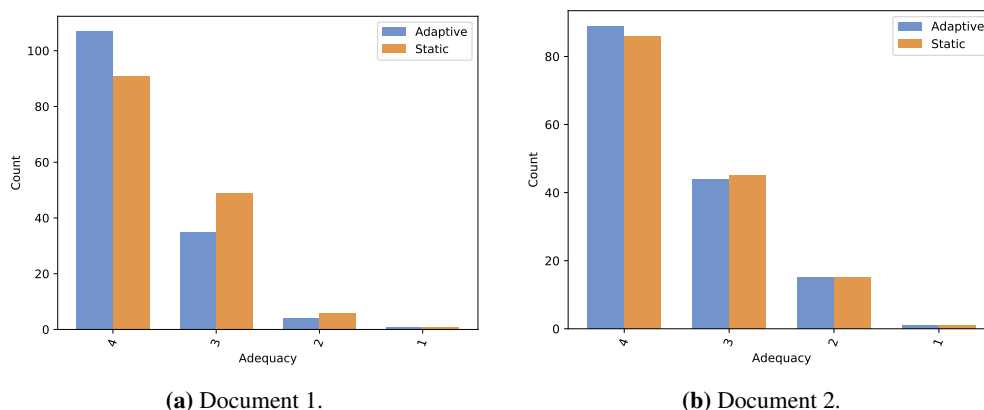 Adaptive
Static
100
80
60
40
20
0
Count
4
3
2
1
Adequacy
(a) Document 1.
Adaptive
Static
80
60
40
20
0
Count
4
3
2
1
Adequacy
(b) Document 2.